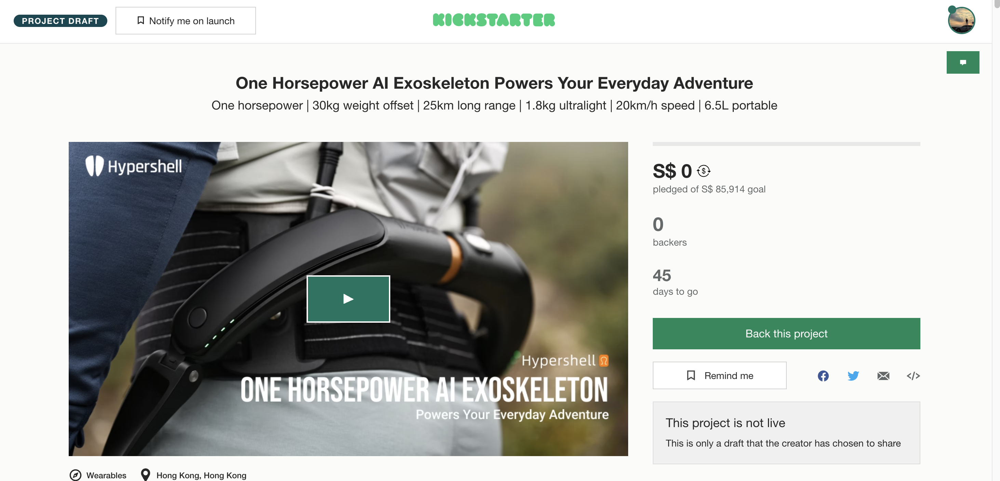 PROJECT DRAFT
Notify me on launch
KICKSTARTER
One Horsepower AI Exoskeleton Powers Your Everyday Adventure
One horsepower | 30kg weight offset | 25km long range | 1.8kg ultralight | 20km/h speed | 6.5L portable
Hypershell
Hypershell Ω
ONE HORSEPOWER AI EXOSKELETON
Powers Your Everyday Adventure
S$ 0
pledged of S$ 85,914 goal
0
backers
45
days to go
Back this project
Remind me
This project is not live
This is only a draft that the creator has chosen to share
Wearables
Hong Kong, Hong Kong